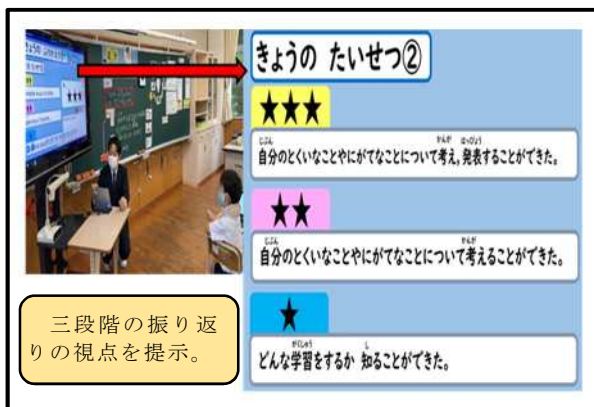 きょうの たいせつ②
★★★
自分のとくいなことやにがてなことについて考え,発表することができた。
★★
自分のとくいなことやにがてなことについて考えることができた。
★
どんな学習をするか 知ることができた。
三段階の振り返
りの視点を提示。